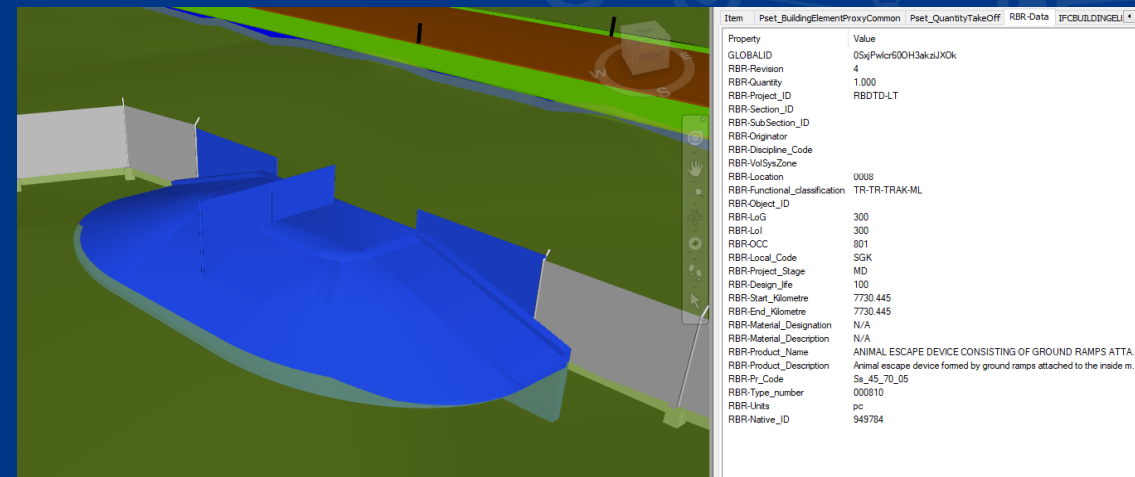 Item Pset_BuildingElementProxyCommon Pset_QuantityTakeOff RBR-Data IFCBUILDINGELI
Property Value
GLOBALID 0SxjPwlcr60OH3akziJXOk
RBR-Revision 4
RBR-Quantity 1.000
RBR-Project_ID RBDTD-LT
RBR-Section_ID
RBR-SubSection_ID
RBR-Originator
RBR-Discipline_Code
RBR-VolSysZone
RBR-Location 0008
RBR-Functional_classification TR-TR-TRAK-ML
RBR-Object_ID
RBR-LoG 300
RBR-LoI 300
RBR-OCC 801
RBR-Local_Code SGK
RBR-Project_Stage MD
RBR-Design_life 100
RBR-Start_Kilometre 7730.445
RBR-End_Kilometre 7730.445
RBR-Material_Designation N/A
RBR-Material_Description N/A
RBR-Product_Name ANIMAL ESCAPE DEVICE CONSISTING OF GROUND RAMPS ATTA.
RBR-Product_Description Animal escape device formed by ground ramps attached to the inside m.
RBR-Pr_Code Ss_45_70_05
RBR-Type_number 000810
RBR-Units pc
RBR-Native_ID 949784
W
S